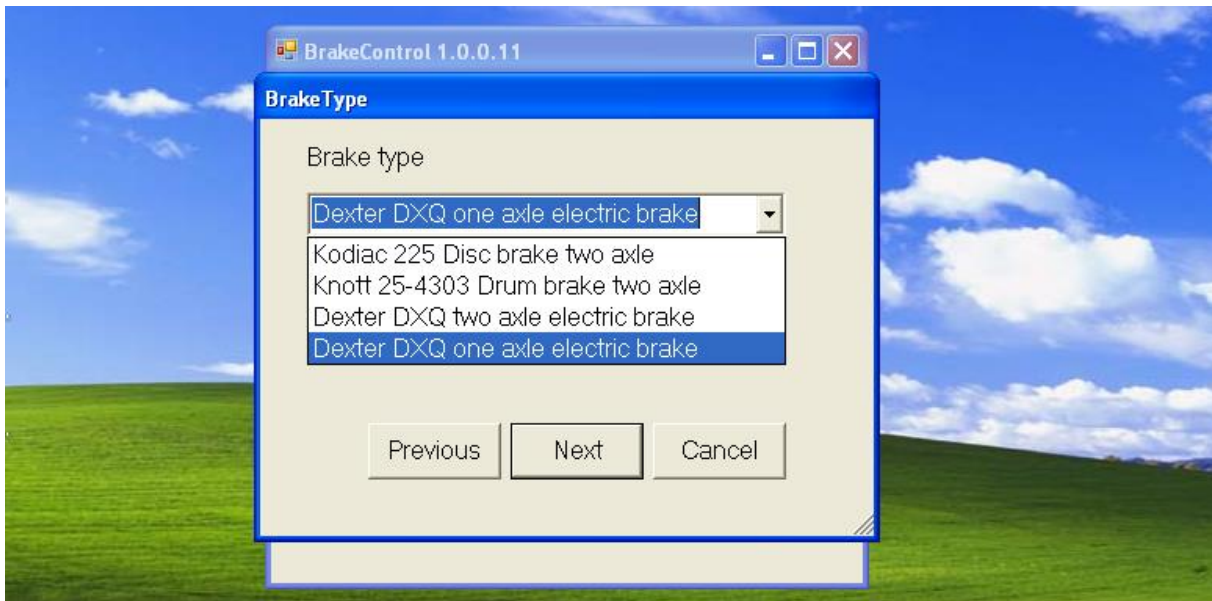 BrakeControl 1.0.0.11
BrakeType
Brake type
Dexter DXQ one axle electric brake
Kodiac 225 Disc brake two axle
Knott 25-4303 Drum brake two axle
Dexter DXQ two axle electric brake
Dexter DXQ one axle electric brake
Previous Next Cancel